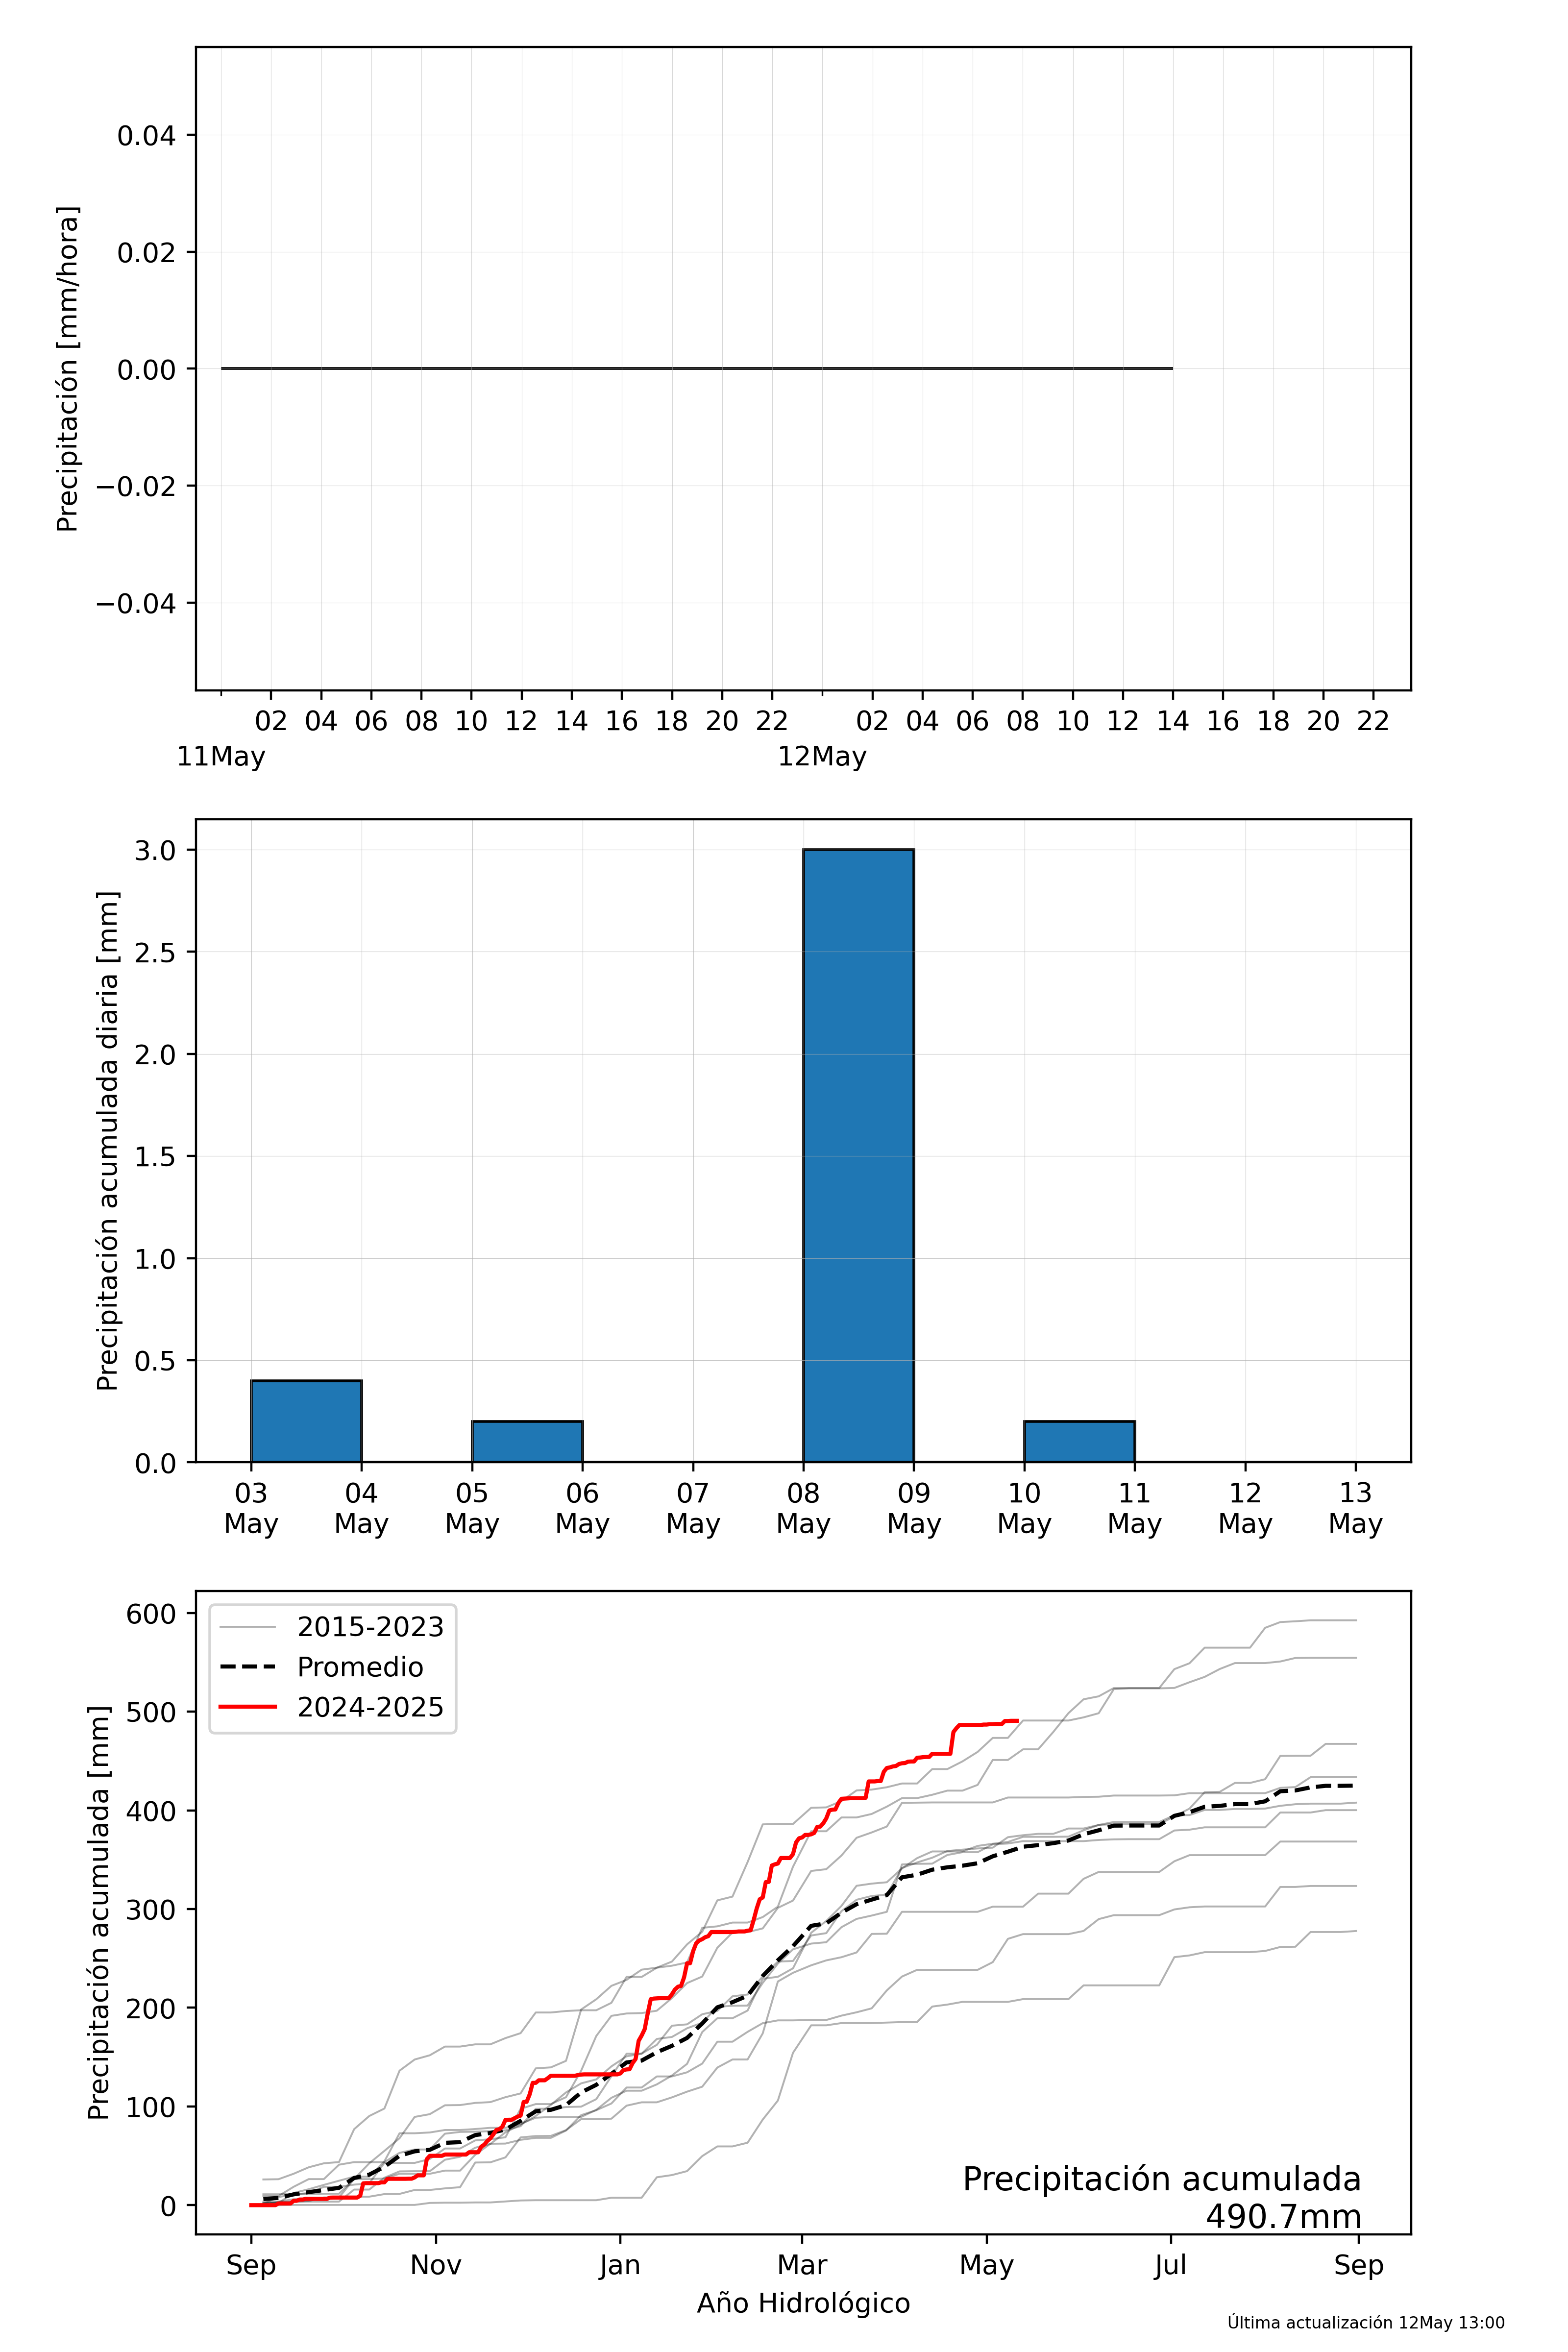 Precipitación [mm/hora]
0.04
0.02
0.00
−0.02
−0.04
02 04 06 08 10 12 14 16 18 20 22 02 04 06 08 10 12 14 16 18 20 22
11May 12May
Precipitación acumulada diaria [mm]
3.0
2.5
2.0
1.5
1.0
0.5
0.0
03 04 05 06 07 08 09 10 11 12 13
May May May May May May May May May May May
Precipitación acumulada [mm]
600
500
400
300
200
100
0
2015-2023
Promedio
2024-2025
Precipitación acumulada
490.7mm
Sep Nov Jan Mar May Jul Sep
Año Hidrológico
Última actualización 12May 13:00